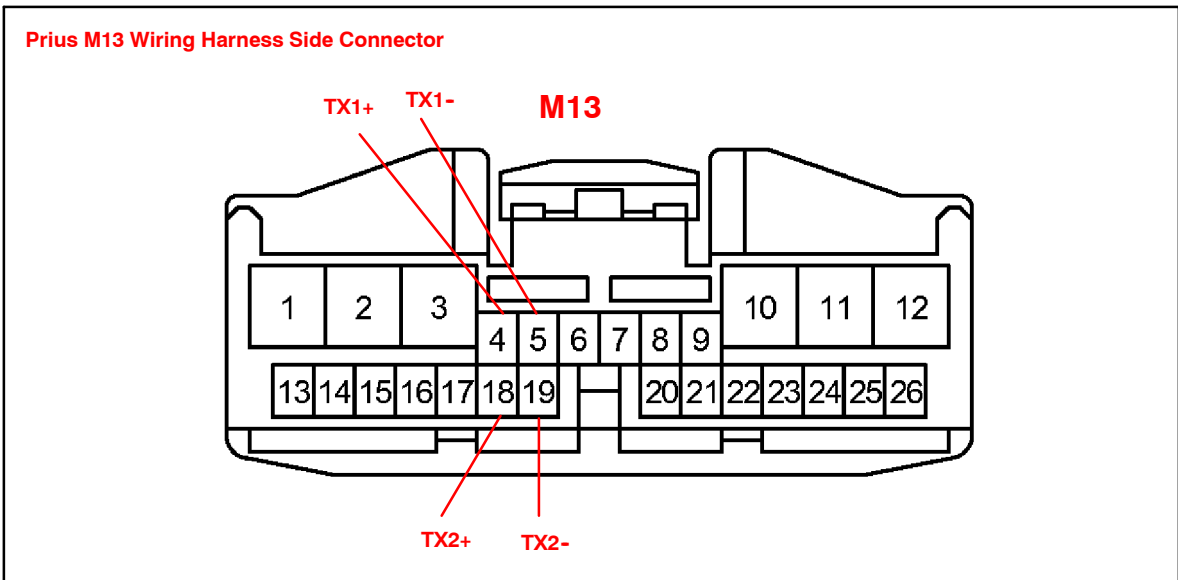 Prius M13 Wiring Harness Side Connector
TX1+ TX1- M13
1 2 3 10 11 12
4 5 6 7 8 9
13 14 15 16 17 18 19 20 21 22 23 24 25 26
TX2+ TX2-